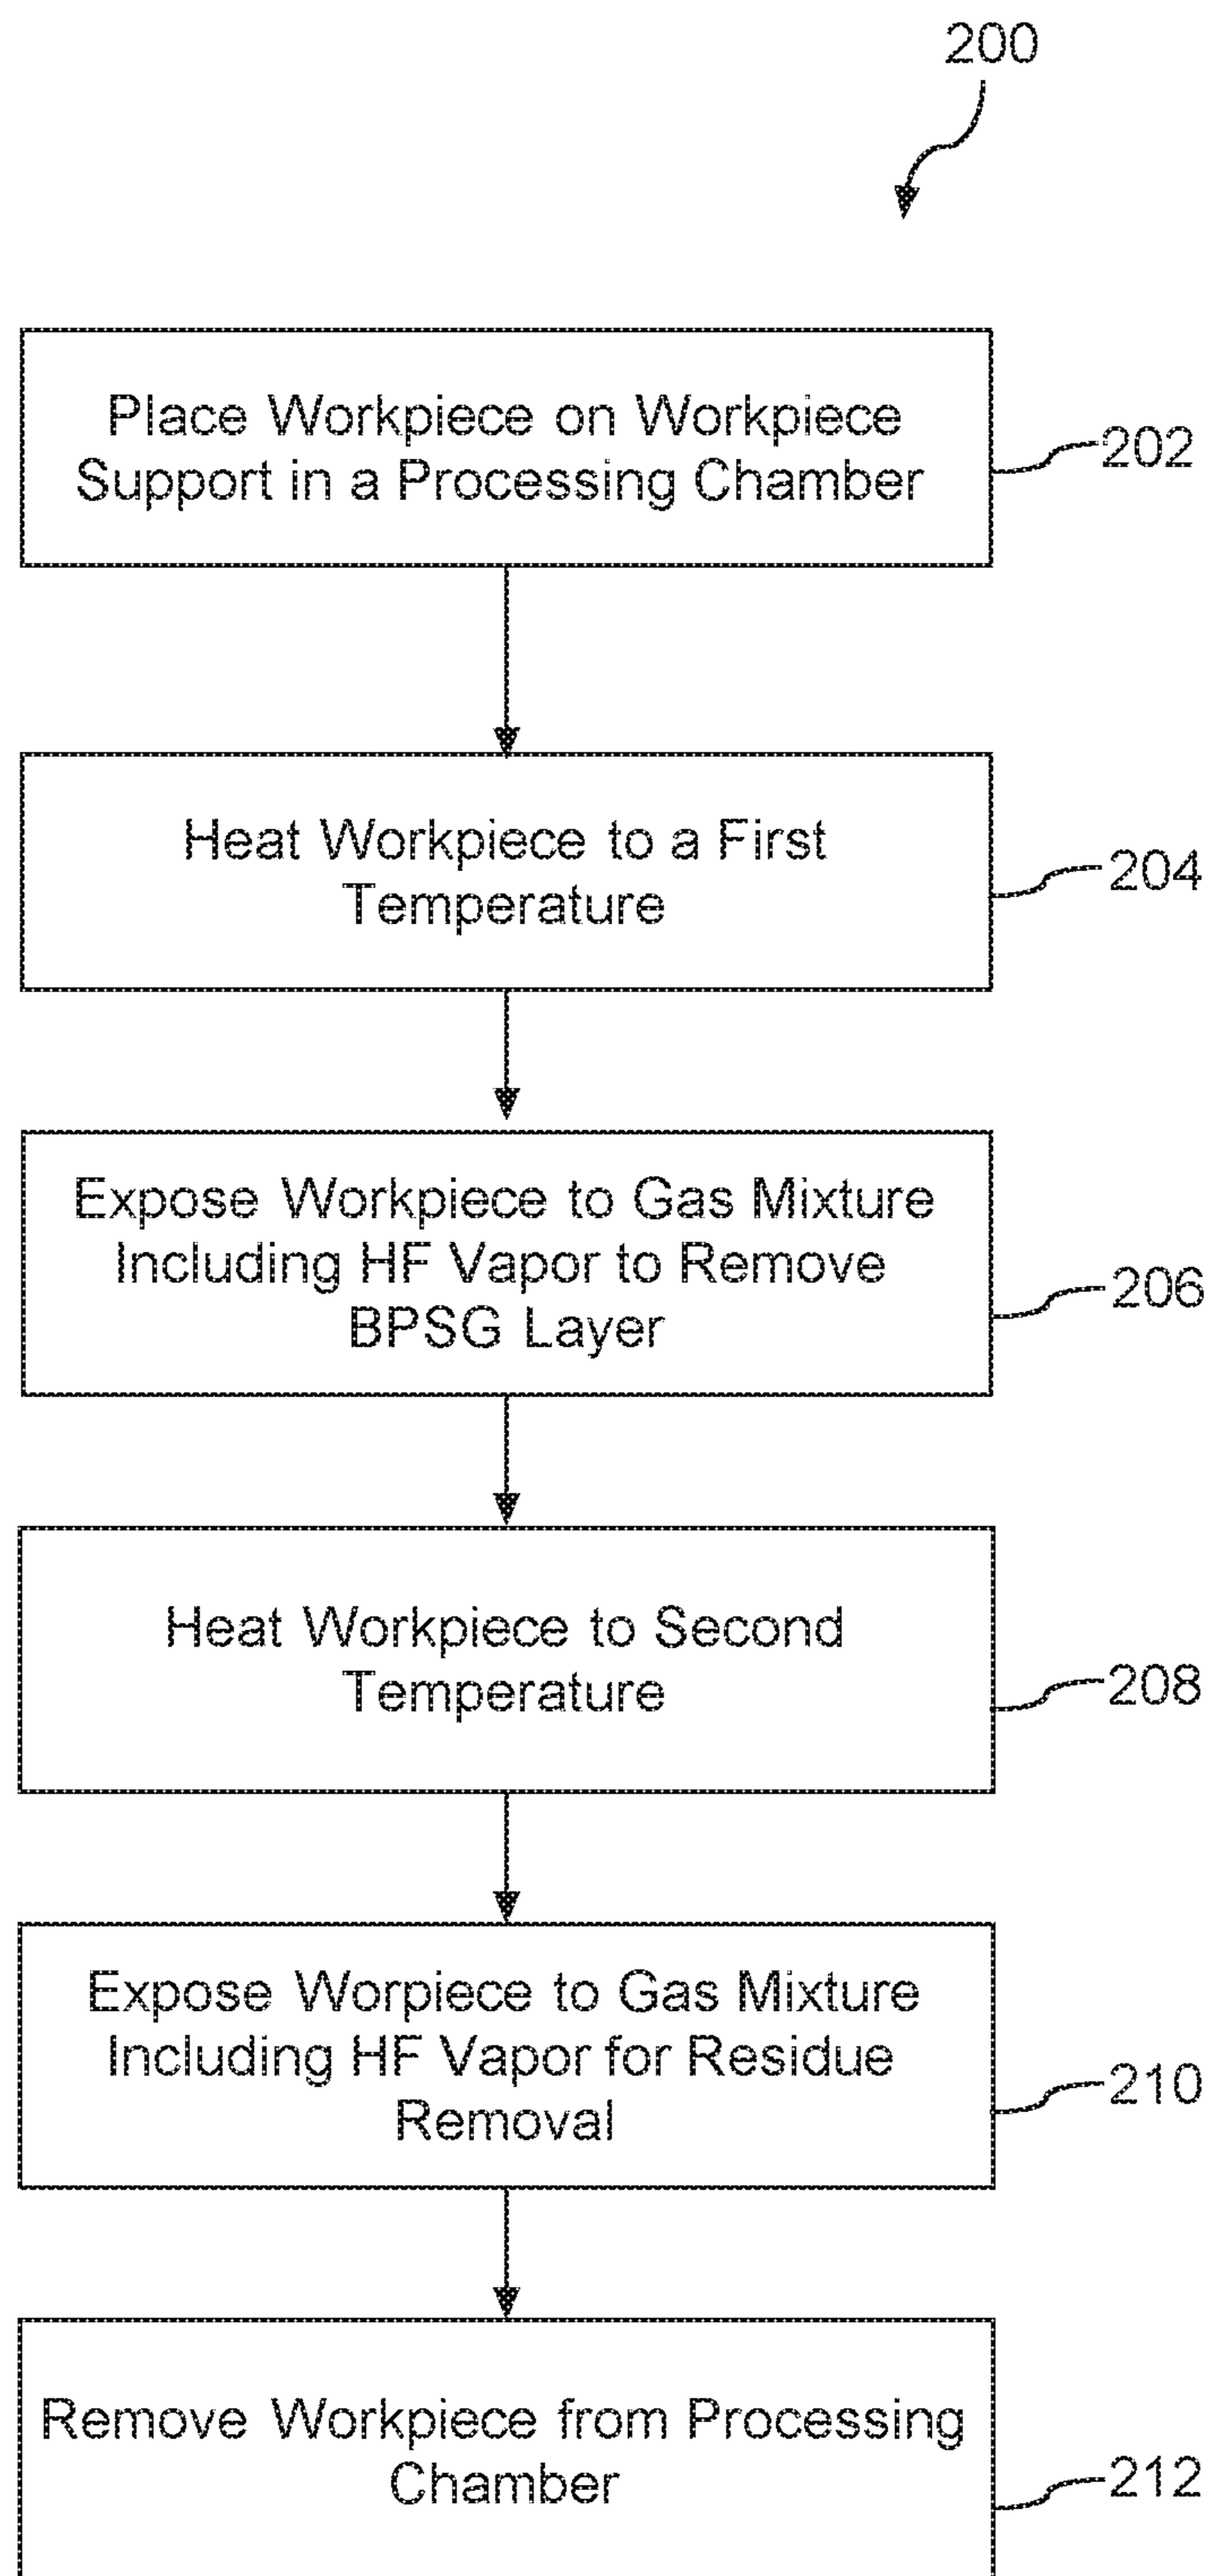 200
Place Workpiece on Workpiece
Support in a Processing Chamber
202
Heat Workpiece to a First
Temperature
204
Expose Workpiece to Gas Mixture
Including HF Vapor to Remove
BPSG Layer
206
Heat Workpiece to Second
Temperature
208
Expose Worpiece to Gas Mixture
Including HF Vapor for Residue
Removal
210
Remove Workpiece from Processing
Chamber
212